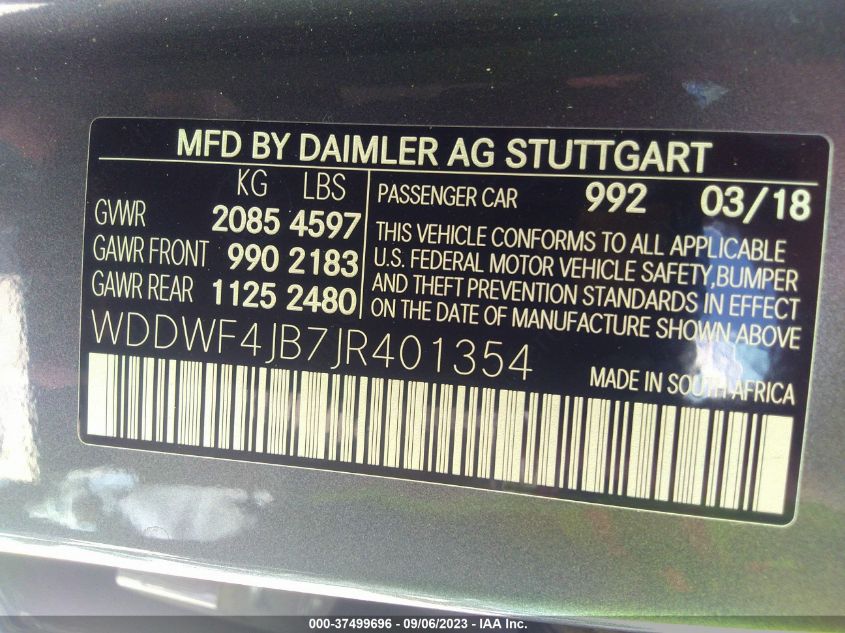 MFD BY DAIMLER AG STUTTGART
KG LBS
GVWR 2085 4597
GAWR FRONT 990 2183
GAWR REAR 1125 2480
PASSENGER CAR 992 03/18
THIS VEHICLE CONFORMS TO ALL APPLICABLE
U.S. FEDERAL MOTOR VEHICLE SAFETY,BUMPER
AND THEFT PREVENTION STANDARDS IN EFFECT
ON THE DATE OF MANUFACTURE SHOWN ABOVE
WDDWF4JB7JR401354
MADE IN SOUTH AFRICA
000-37499696 - 09/06/2023 - IAA Inc.